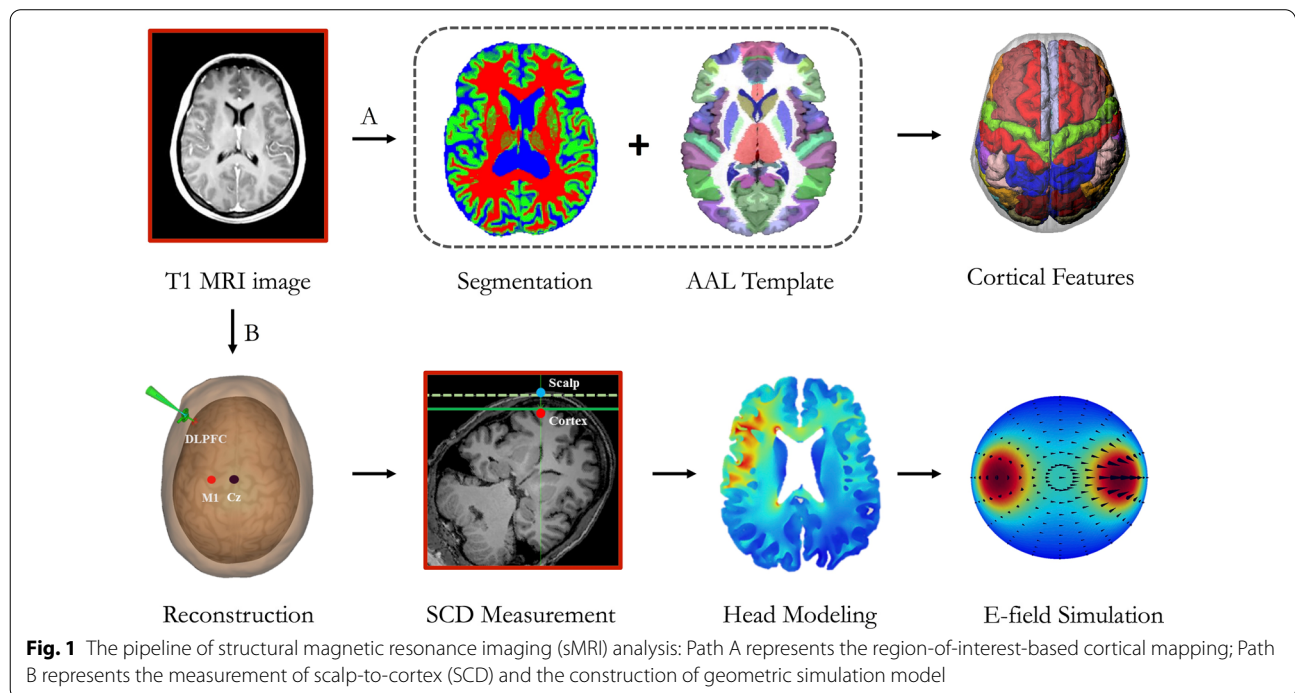 A
+
T1 MRI image
Segmentation
AAL Template
Cortical Features
B
DLPFC
M1
Cz
Scalp
Cortex
Reconstruction
SCD Measurement
Head Modeling
E-field Simulation
Fig. 1 The pipeline of structural magnetic resonance imaging (sMRI) analysis: Path A represents the region-of-interest-based cortical mapping; Path
B represents the measurement of scalp-to-cortex (SCD) and the construction of geometric simulation model